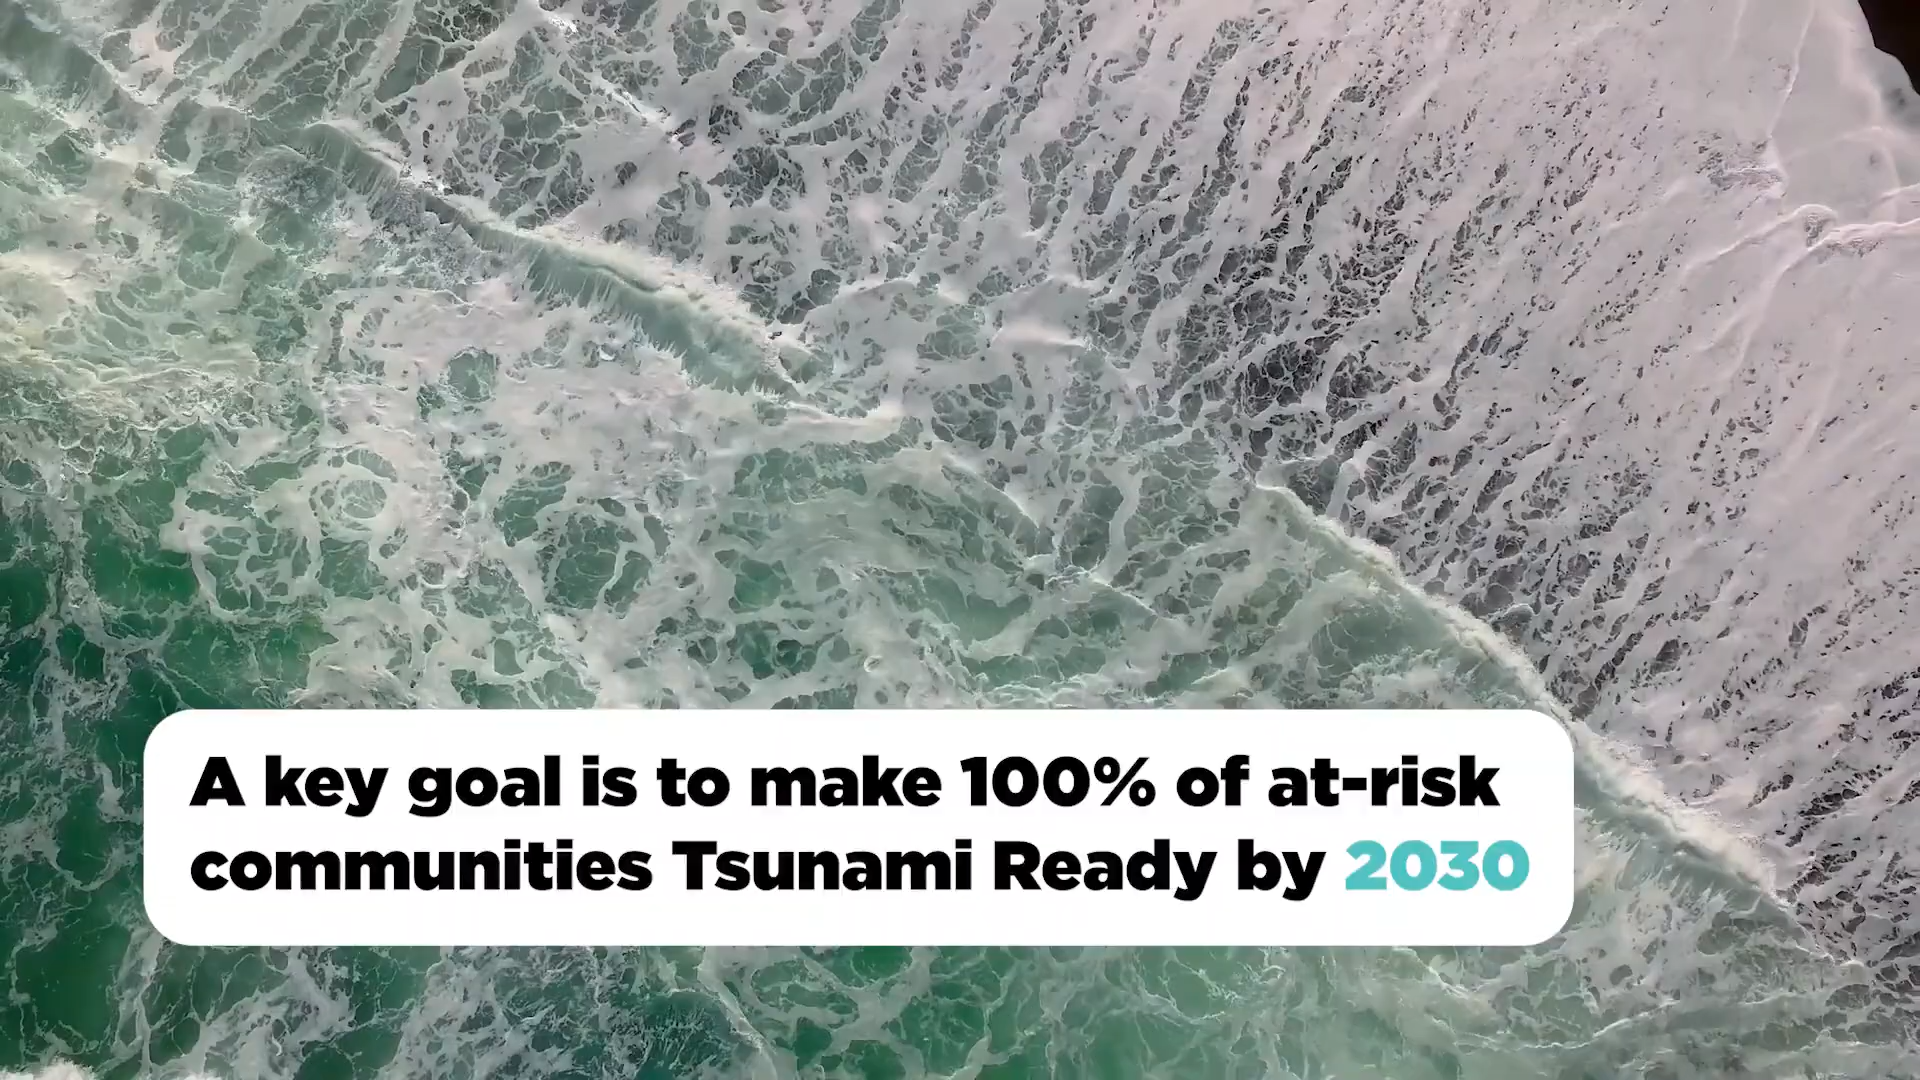 A key goal is to make 100% of at-risk
communities Tsunami Ready by 2030